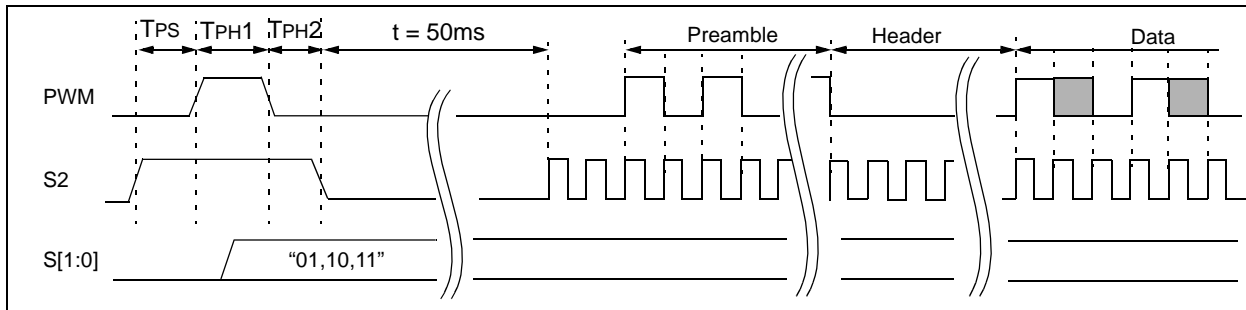 TPS TPH1 TPH2 t = 50ms Preamble Header Data
PWM
S2
S[1:0] “01,10,11”